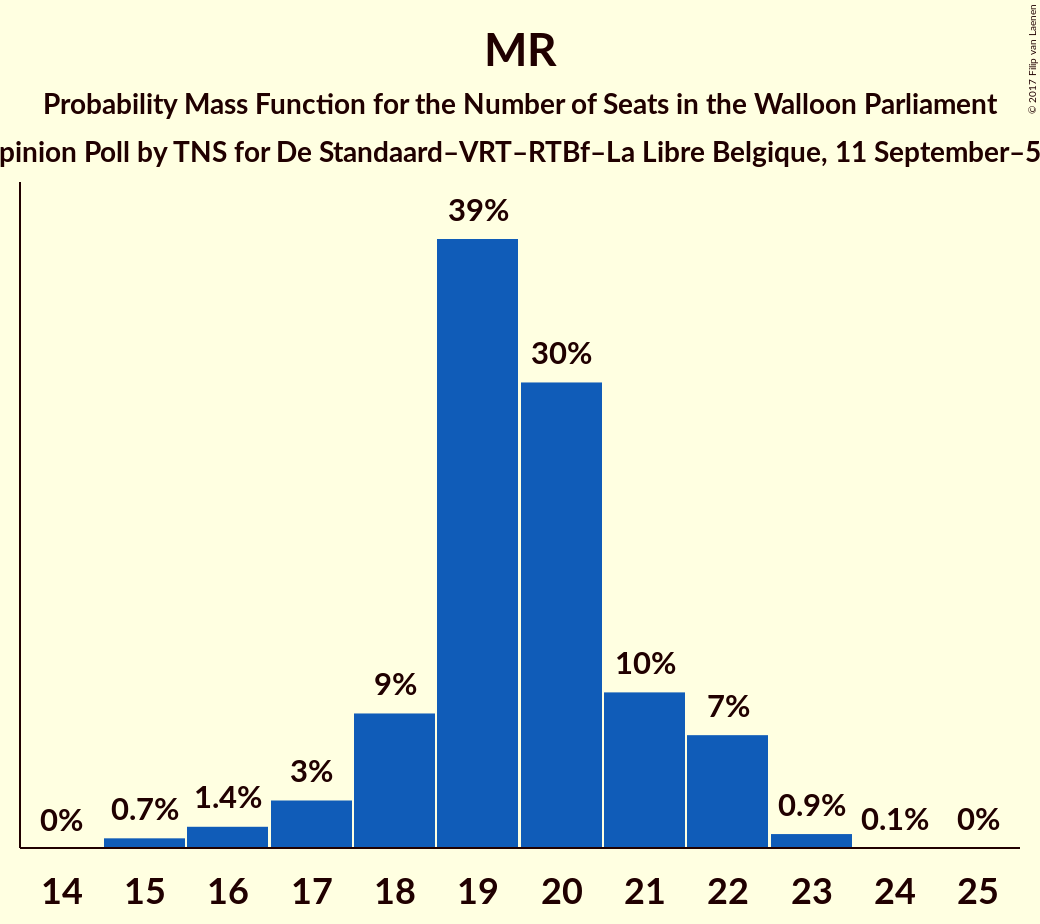 MR
Probability Mass Function for the Number of Seats in the Walloon Parliament
pinion Poll by TNS for De Standaard–VRT–RTBf–La Libre Belgique, 11 September–5
© 2017 Filip van Laenen
39%
30%
10%
9%
7%
3%
1.4%
0.7%
0%
0.9%
0.1%
0%
14 15 16 17 18 19 20 21 22 23 24 25